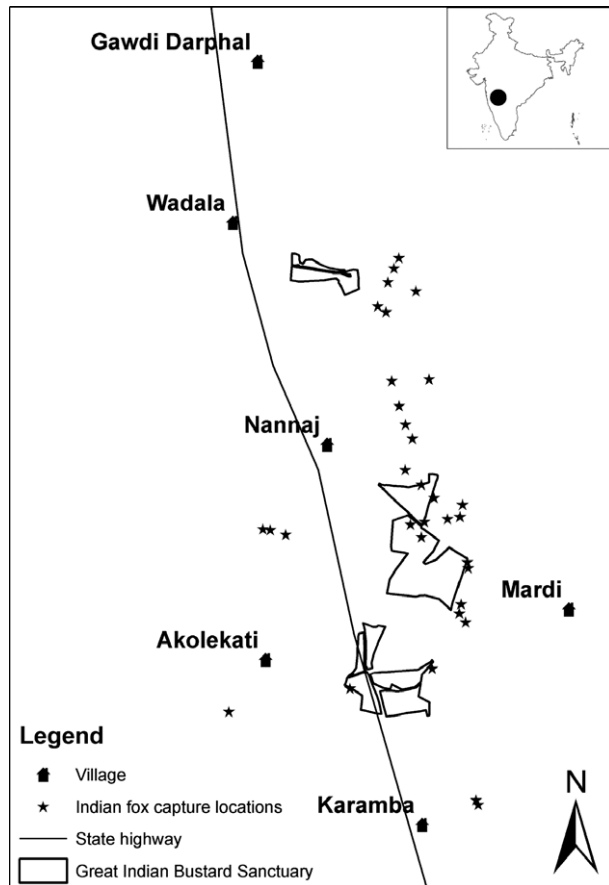 Gawdi Darphal
Wadala
Nannaj
Mardi
Akolekati
Legend
Village
Indian fox capture locations
State highway
Great Indian Bustard Sanctuary
Karamba
N